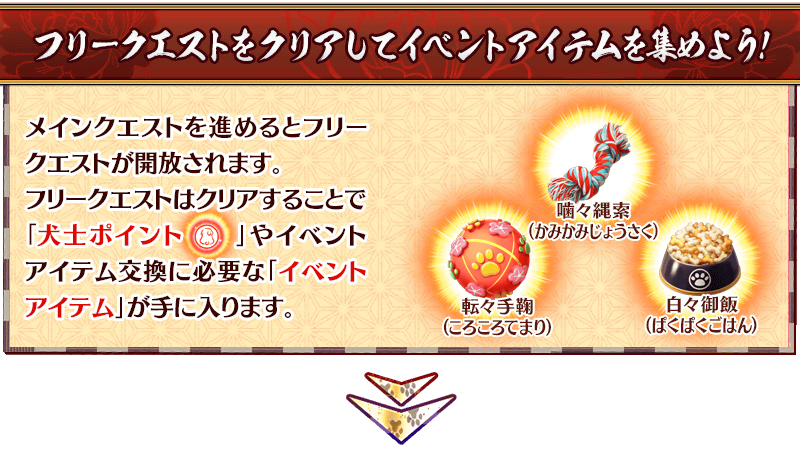 フリークエストをクリアしてイベントアイテムを集めよう!
メインクエストを進めるとフリー
クエストが開放されます。
フリークエストはクリアすることで
「犬士ポイント」やイベント
アイテム交換に必要な「イベント
アイテム」が手に入ります。
噛々縄索
(かみかみじょうさく)
転々手鞠
(ころころてまり)
白々御飯
(ぱくぱくごはん)